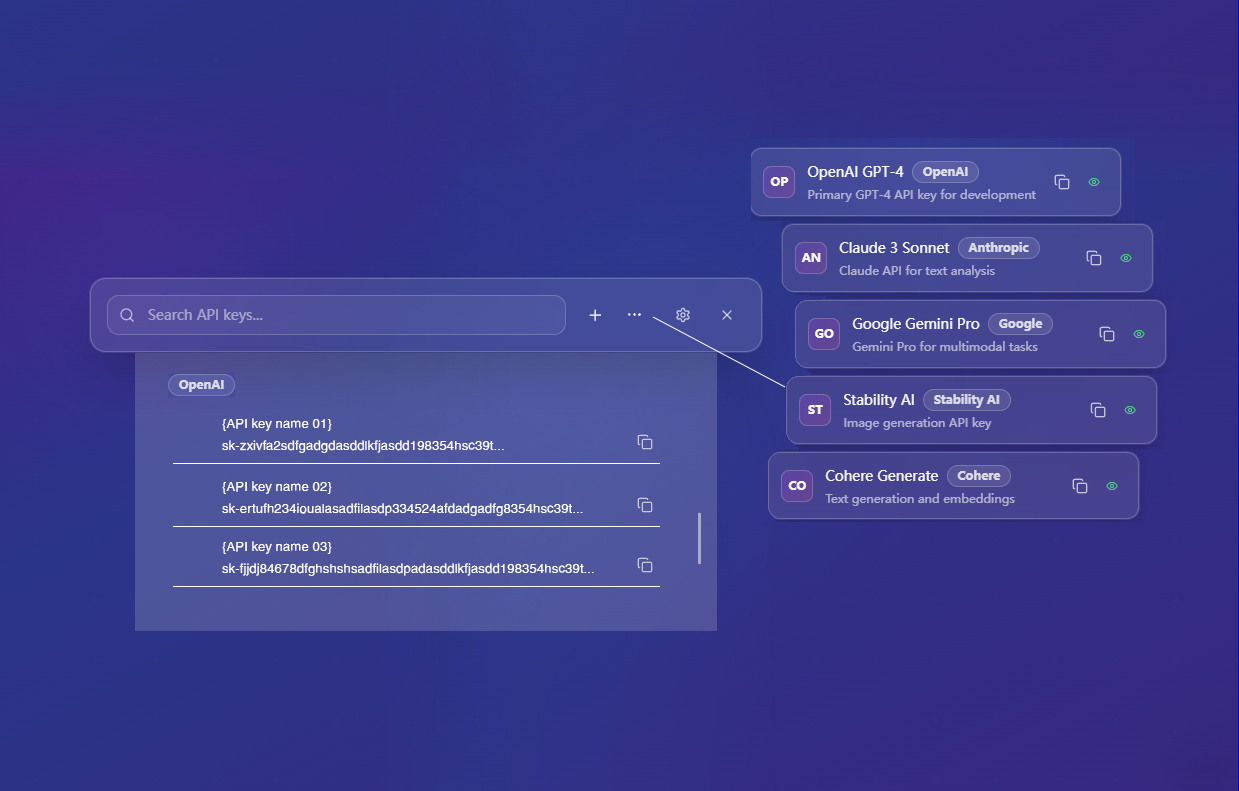 Search API keys...
OpenAI
{API key name 01}
sk-zxivfa2sdfgadgdasddlkfjasdd198354hsc39t...
{API key name 02}
sk-ertufh234ioualasadfilasdp334524afdadgadfg8354hsc39t...
{API key name 03}
sk-fjjdj84678dfghshshsadfilasdpadasddlkfjasdd198354hsc39t...
OP
OpenAI GPT-4 OpenAI
Primary GPT-4 API key for development
AN
Claude 3 Sonnet Anthropic
Claude API for text analysis
GO
Google Gemini Pro Google
Gemini Pro for multimodal tasks
ST
Stability AI Stability AI
Image generation API key
CO
Cohere Generate Cohere
Text generation and embeddings